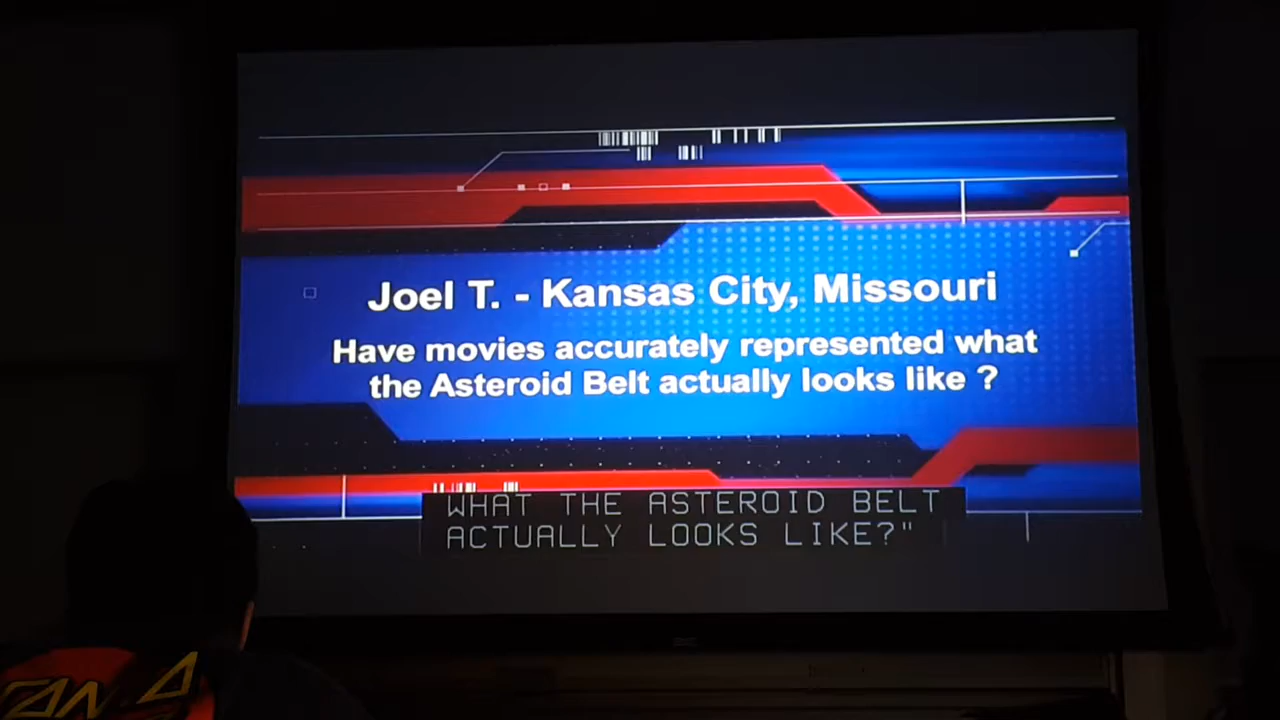 Joel T. - Kansas City, Missouri
Have movies accurately represented what
the Asteroid Belt actually looks like ?
WHAT THE ASTEROID BELT
ACTUALLY LOOKS LIKE?"